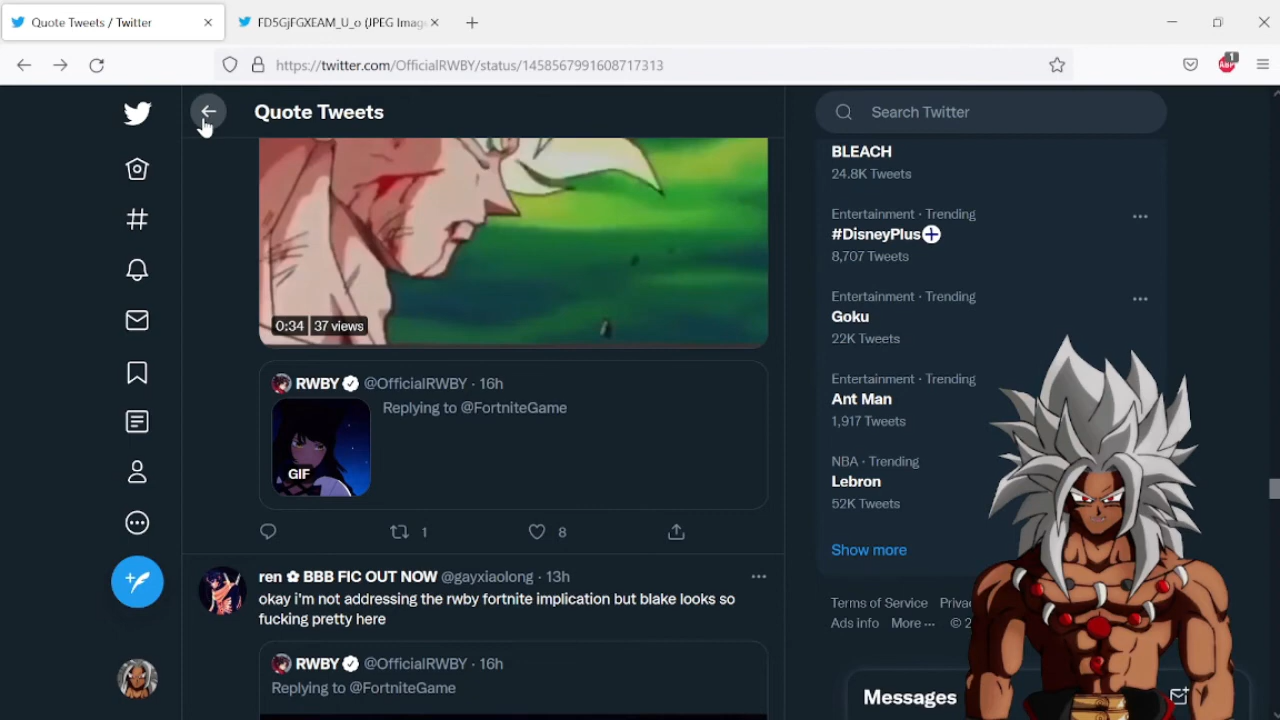 Quote Tweets / Twitter
FD5GjFGXEAM_U_o (JPEG Imag
https://twitter.com/OfficialRWBY/status/1458567991608717313
ABP
1
Quote Tweets
Search Twitter
0:34 37 views
RWBY @OfficialRWBY · 16h
Replying to @FortniteGame
GIF
1
8
ren ✿ BBB FIC OUT NOW @gayxiaolong · 13h
okay i'm not addressing the rwby fortnite implication but blake looks so
fucking pretty here
RWBY @OfficialRWBY · 16h
Replying to @FortniteGame
BLEACH
24.8K Tweets
Entertainment · Trending
#DisneyPlus
8,707 Tweets
Entertainment · Trending
Goku
22K Tweets
Entertainment · Trending
Ant Man
1,917 Tweets
NBA · Trending
Lebron
52K Tweets
Show more
Terms of Service Privac
Ads info More ··· © 2
Messages